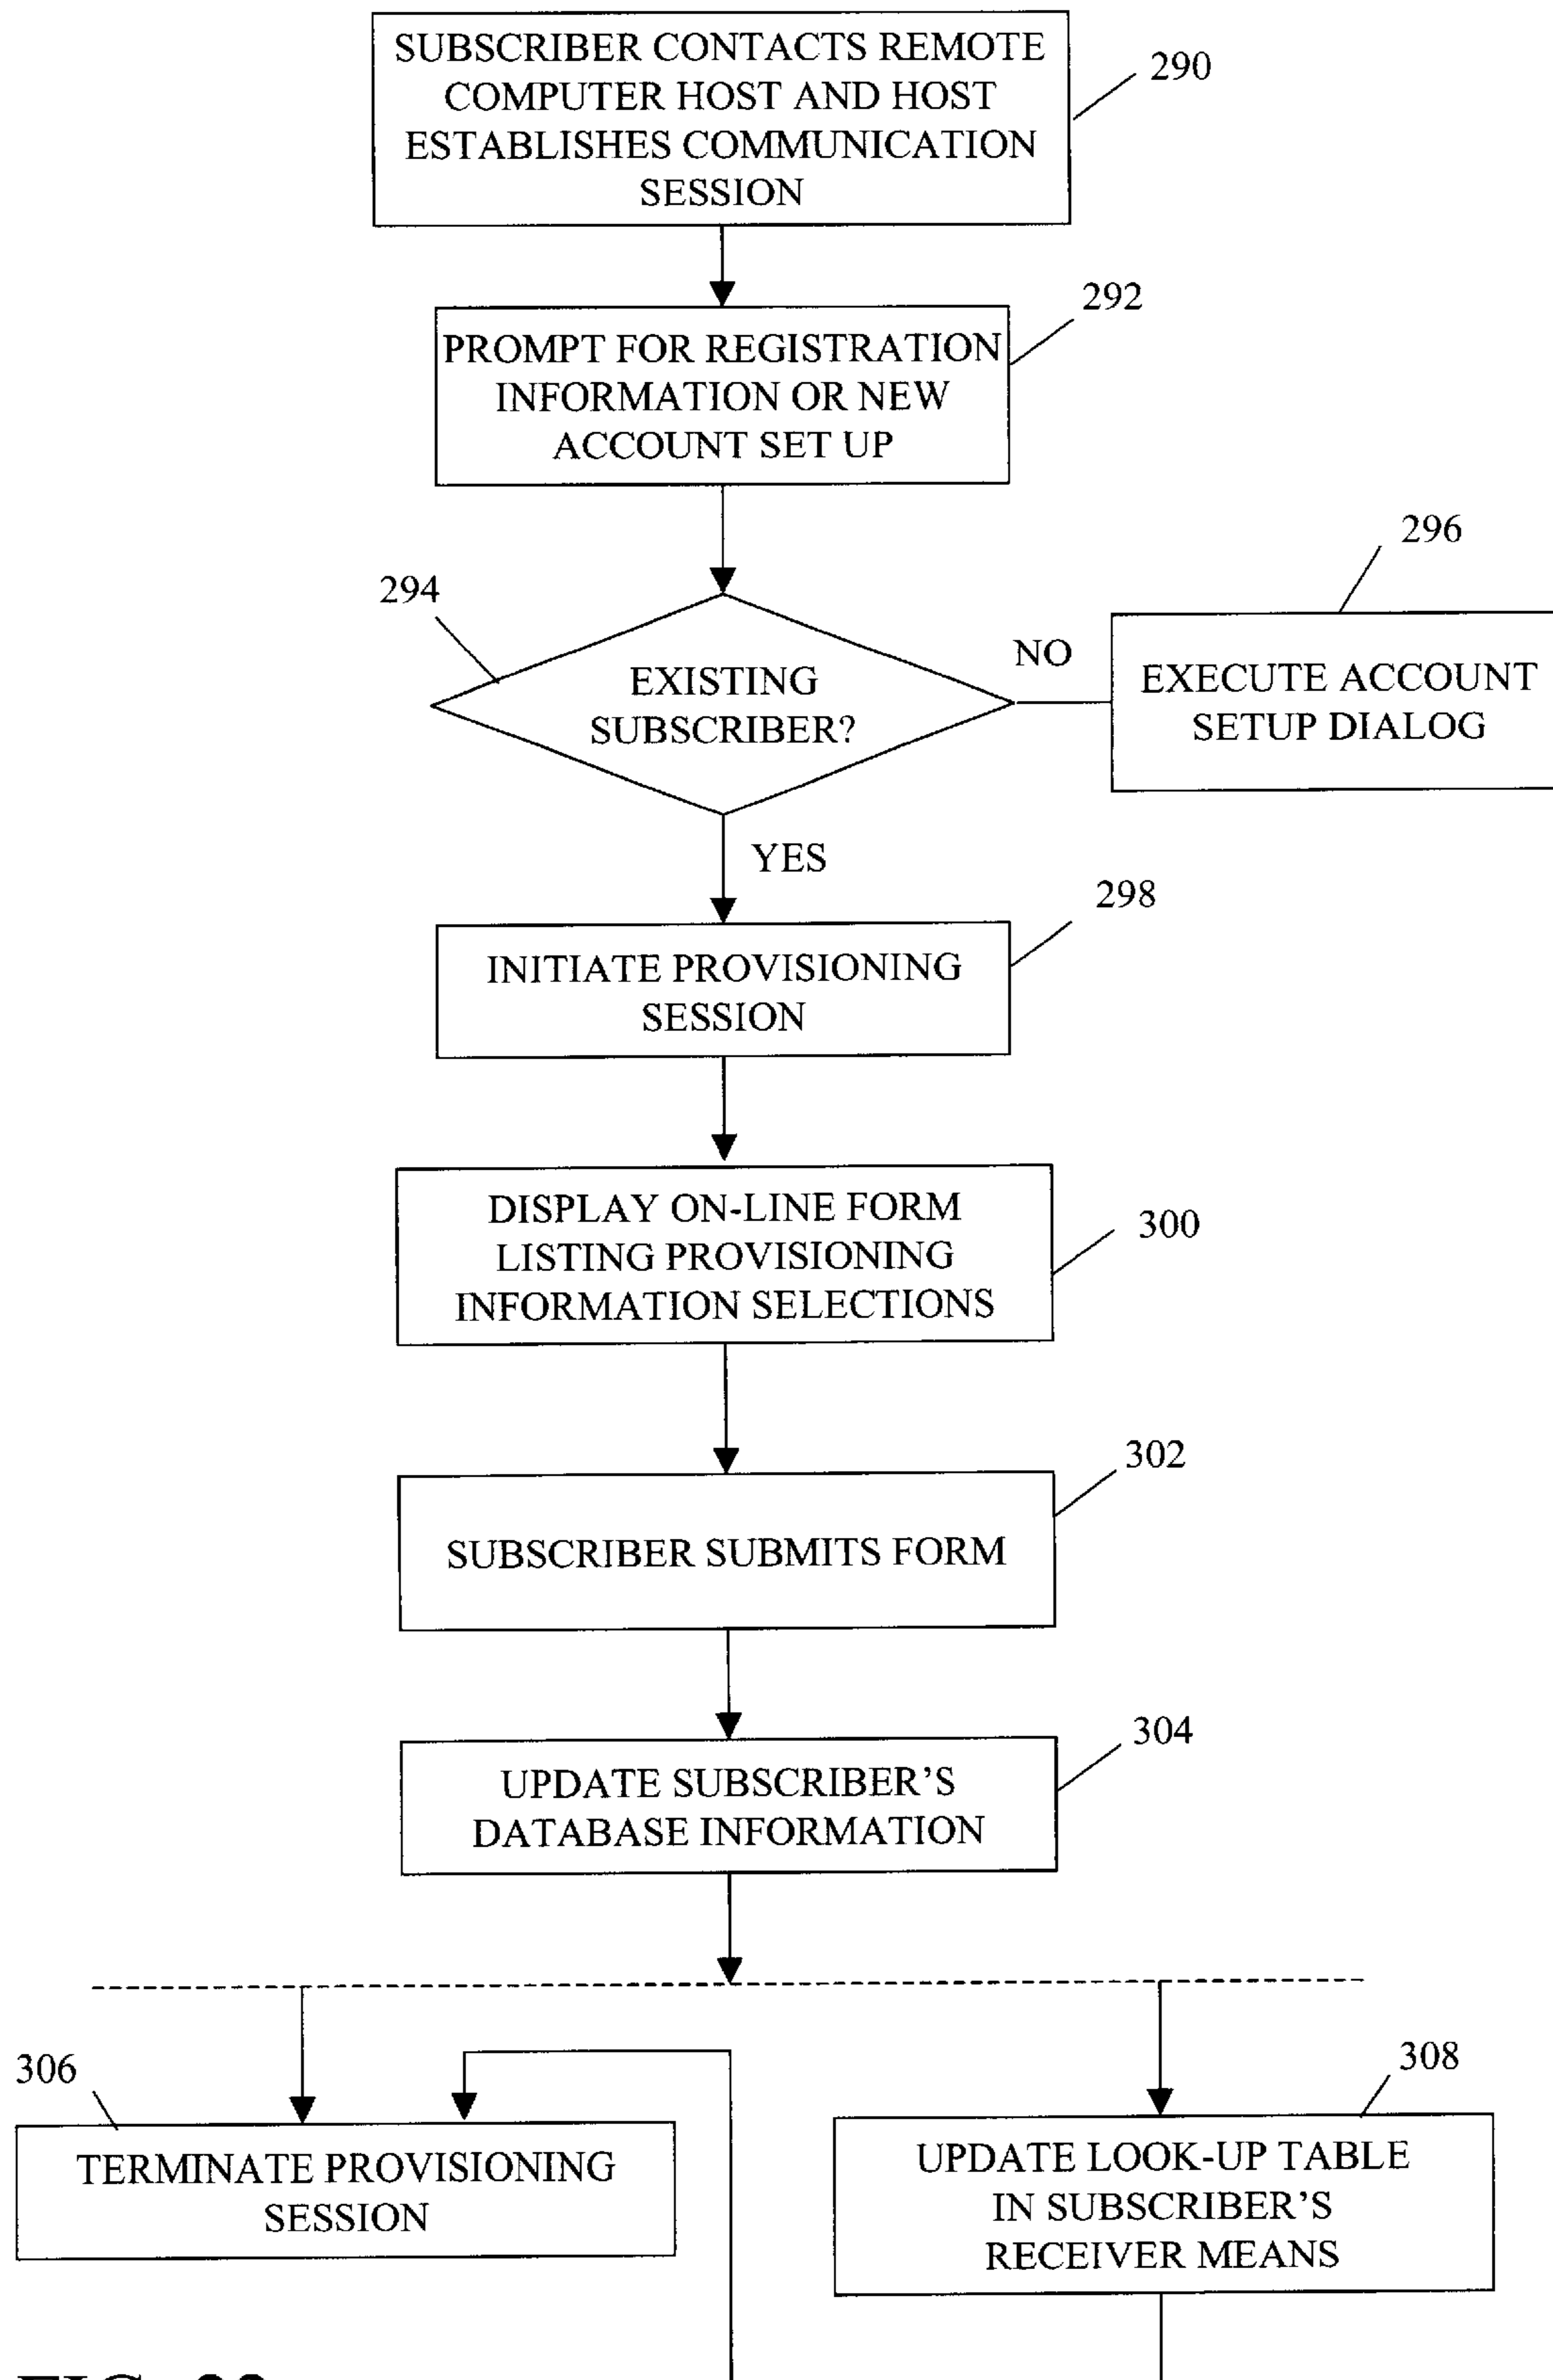 SUBSCRIBER CONTACTS REMOTE
COMPUTER HOST AND HOST
ESTABLISHES COMMUNICATION
SESSION
290
292
PROMPT FOR REGISTRATION
INFORMATION OR NEW
ACCOUNT SET UP
294
296
EXISTING
SUBSCRIBER?
NO
EXECUTE ACCOUNT
SETUP DIALOG
YES
298
INITIATE PROVISIONING
SESSION
300
DISPLAY ON-LINE FORM
LISTING PROVISIONING
INFORMATION SELECTIONS
302
SUBSCRIBER SUBMITS FORM
304
UPDATE SUBSCRIBER'S
DATABASE INFORMATION
306
308
TERMINATE PROVISIONING
SESSION
UPDATE LOOK-UP TABLE
IN SUBSCRIBER'S
RECEIVER MEANS